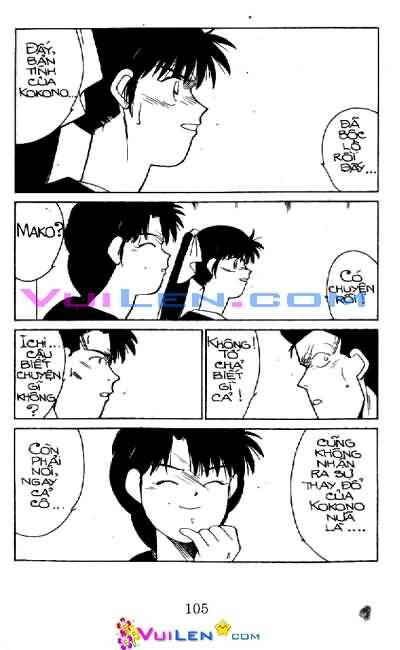 ĐẤY,
BẢN
TÍNH
CỦA
KOKONO...
ĐÃ
BỘC
LỘ
RỒI
ĐẤY...
MAKO?
CÓ
CHUYỆN
RỒI!
VuiLen.com
ICHI...
CẬU
BIẾT
CHUYỆN
GÌ
KHÔNG
?
KHÔNG!
TỚ
CHẢ
BIẾT
GÌ
CẢ!
CÒN
PHẢI
NÓI,
NGAY
CẢ
CÔ...
CŨNG
KHÔNG
NHẬN
RA SỰ
THAY ĐỔI
CỦA
KOKONO
NỮA
LÀ....
105
VuiLen.com